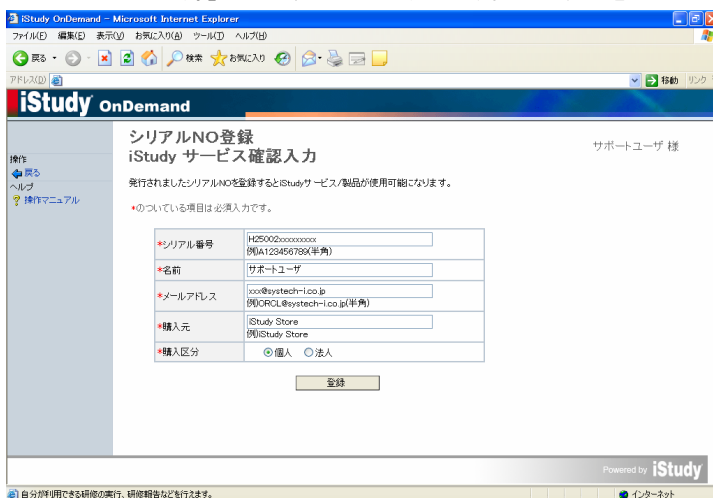 iStudy OnDemand - Microsoft Internet Explorer
ファイル(F) 編集(E) 表示(V) お気に入り(A) ツール(T) ヘルプ(H)
戻る 検索 お気に入り
アドレス(D) 移動 リンク
iStudy OnDemand
シリアルNO登録
iStudy サービス確認入力
サポートユーザ 様
操作
戻る
ヘルプ
操作マニュアル
発行されましたシリアルNOを登録するとiStudyサービス/製品が使用可能になります。
*のついている項目は必須入力です。
*シリアル番号 H25002xxxxxxxxx
例)A123456789(半角)
*名前 サポートユーザ
*メールアドレス xxx@systech-i.co.jp
例)ORCL@systech-i.co.jp(半角)
*購入元 iStudy Store
例)iStudy Store
*購入区分 個人 法人
登録
Powered by iStudy
自分が利用できる研修の実行、研修報告などを行えます。 インターネット